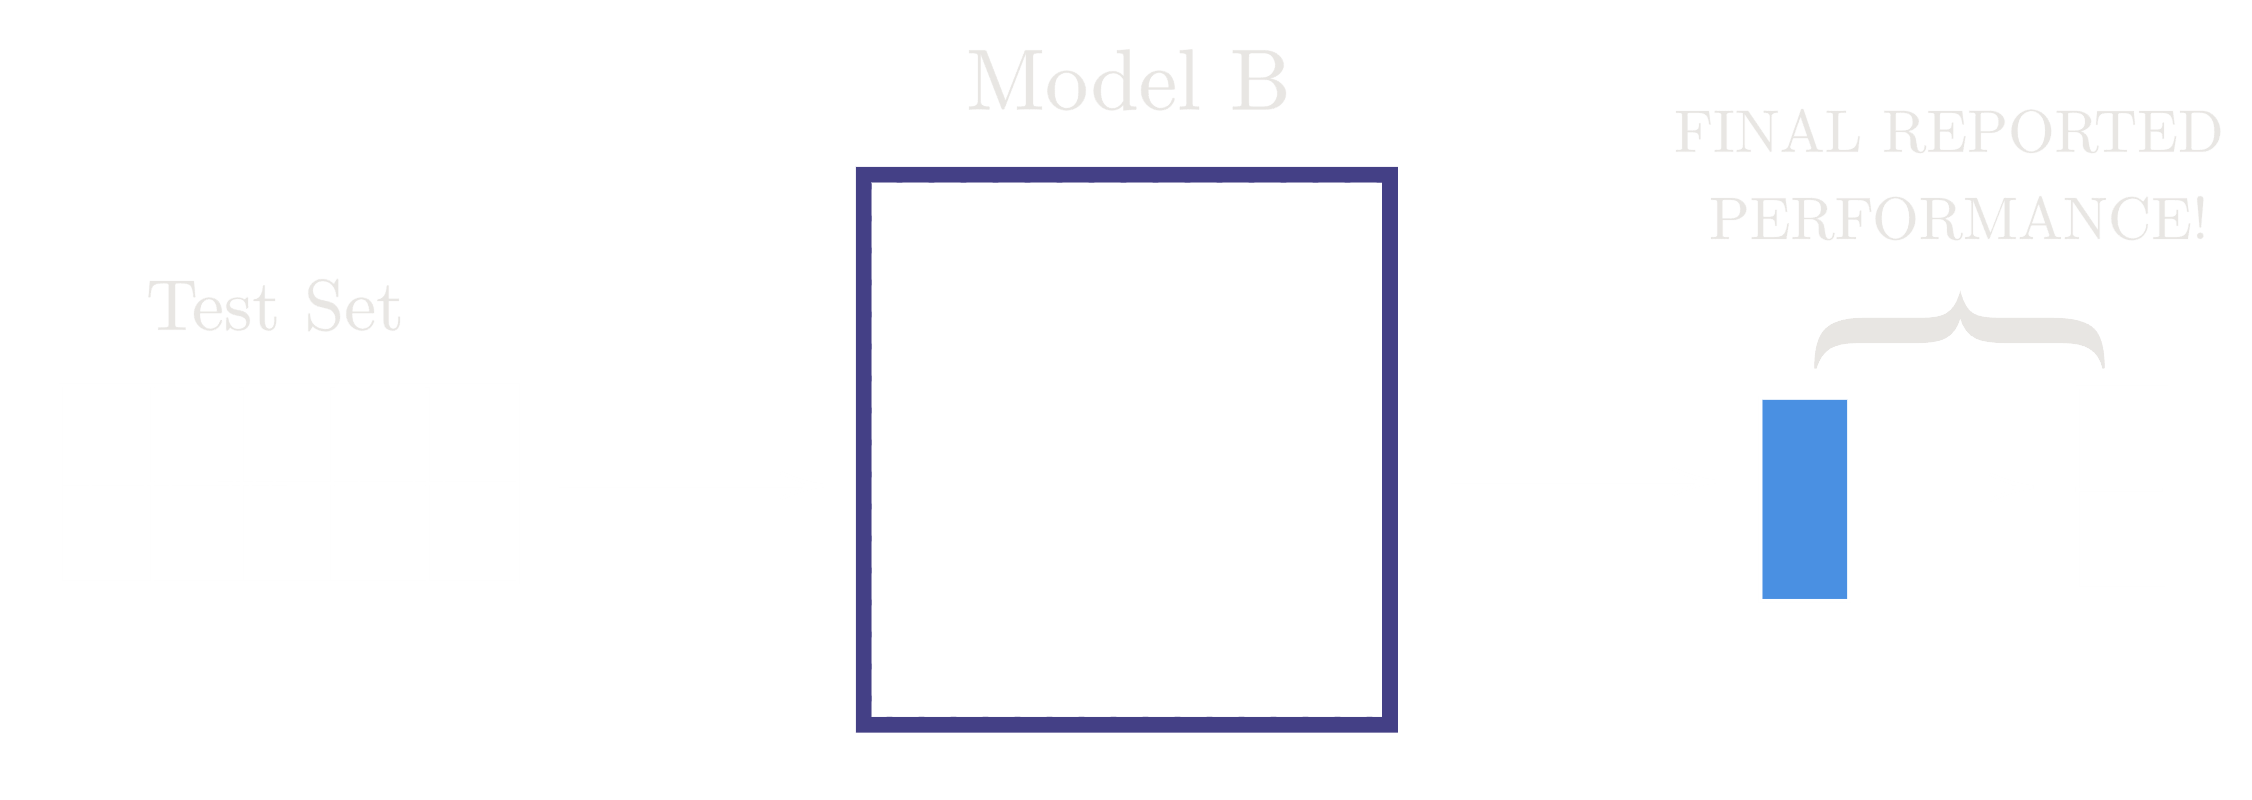 Model B
FINAL REPORTED
PERFORMANCE!
Test Set